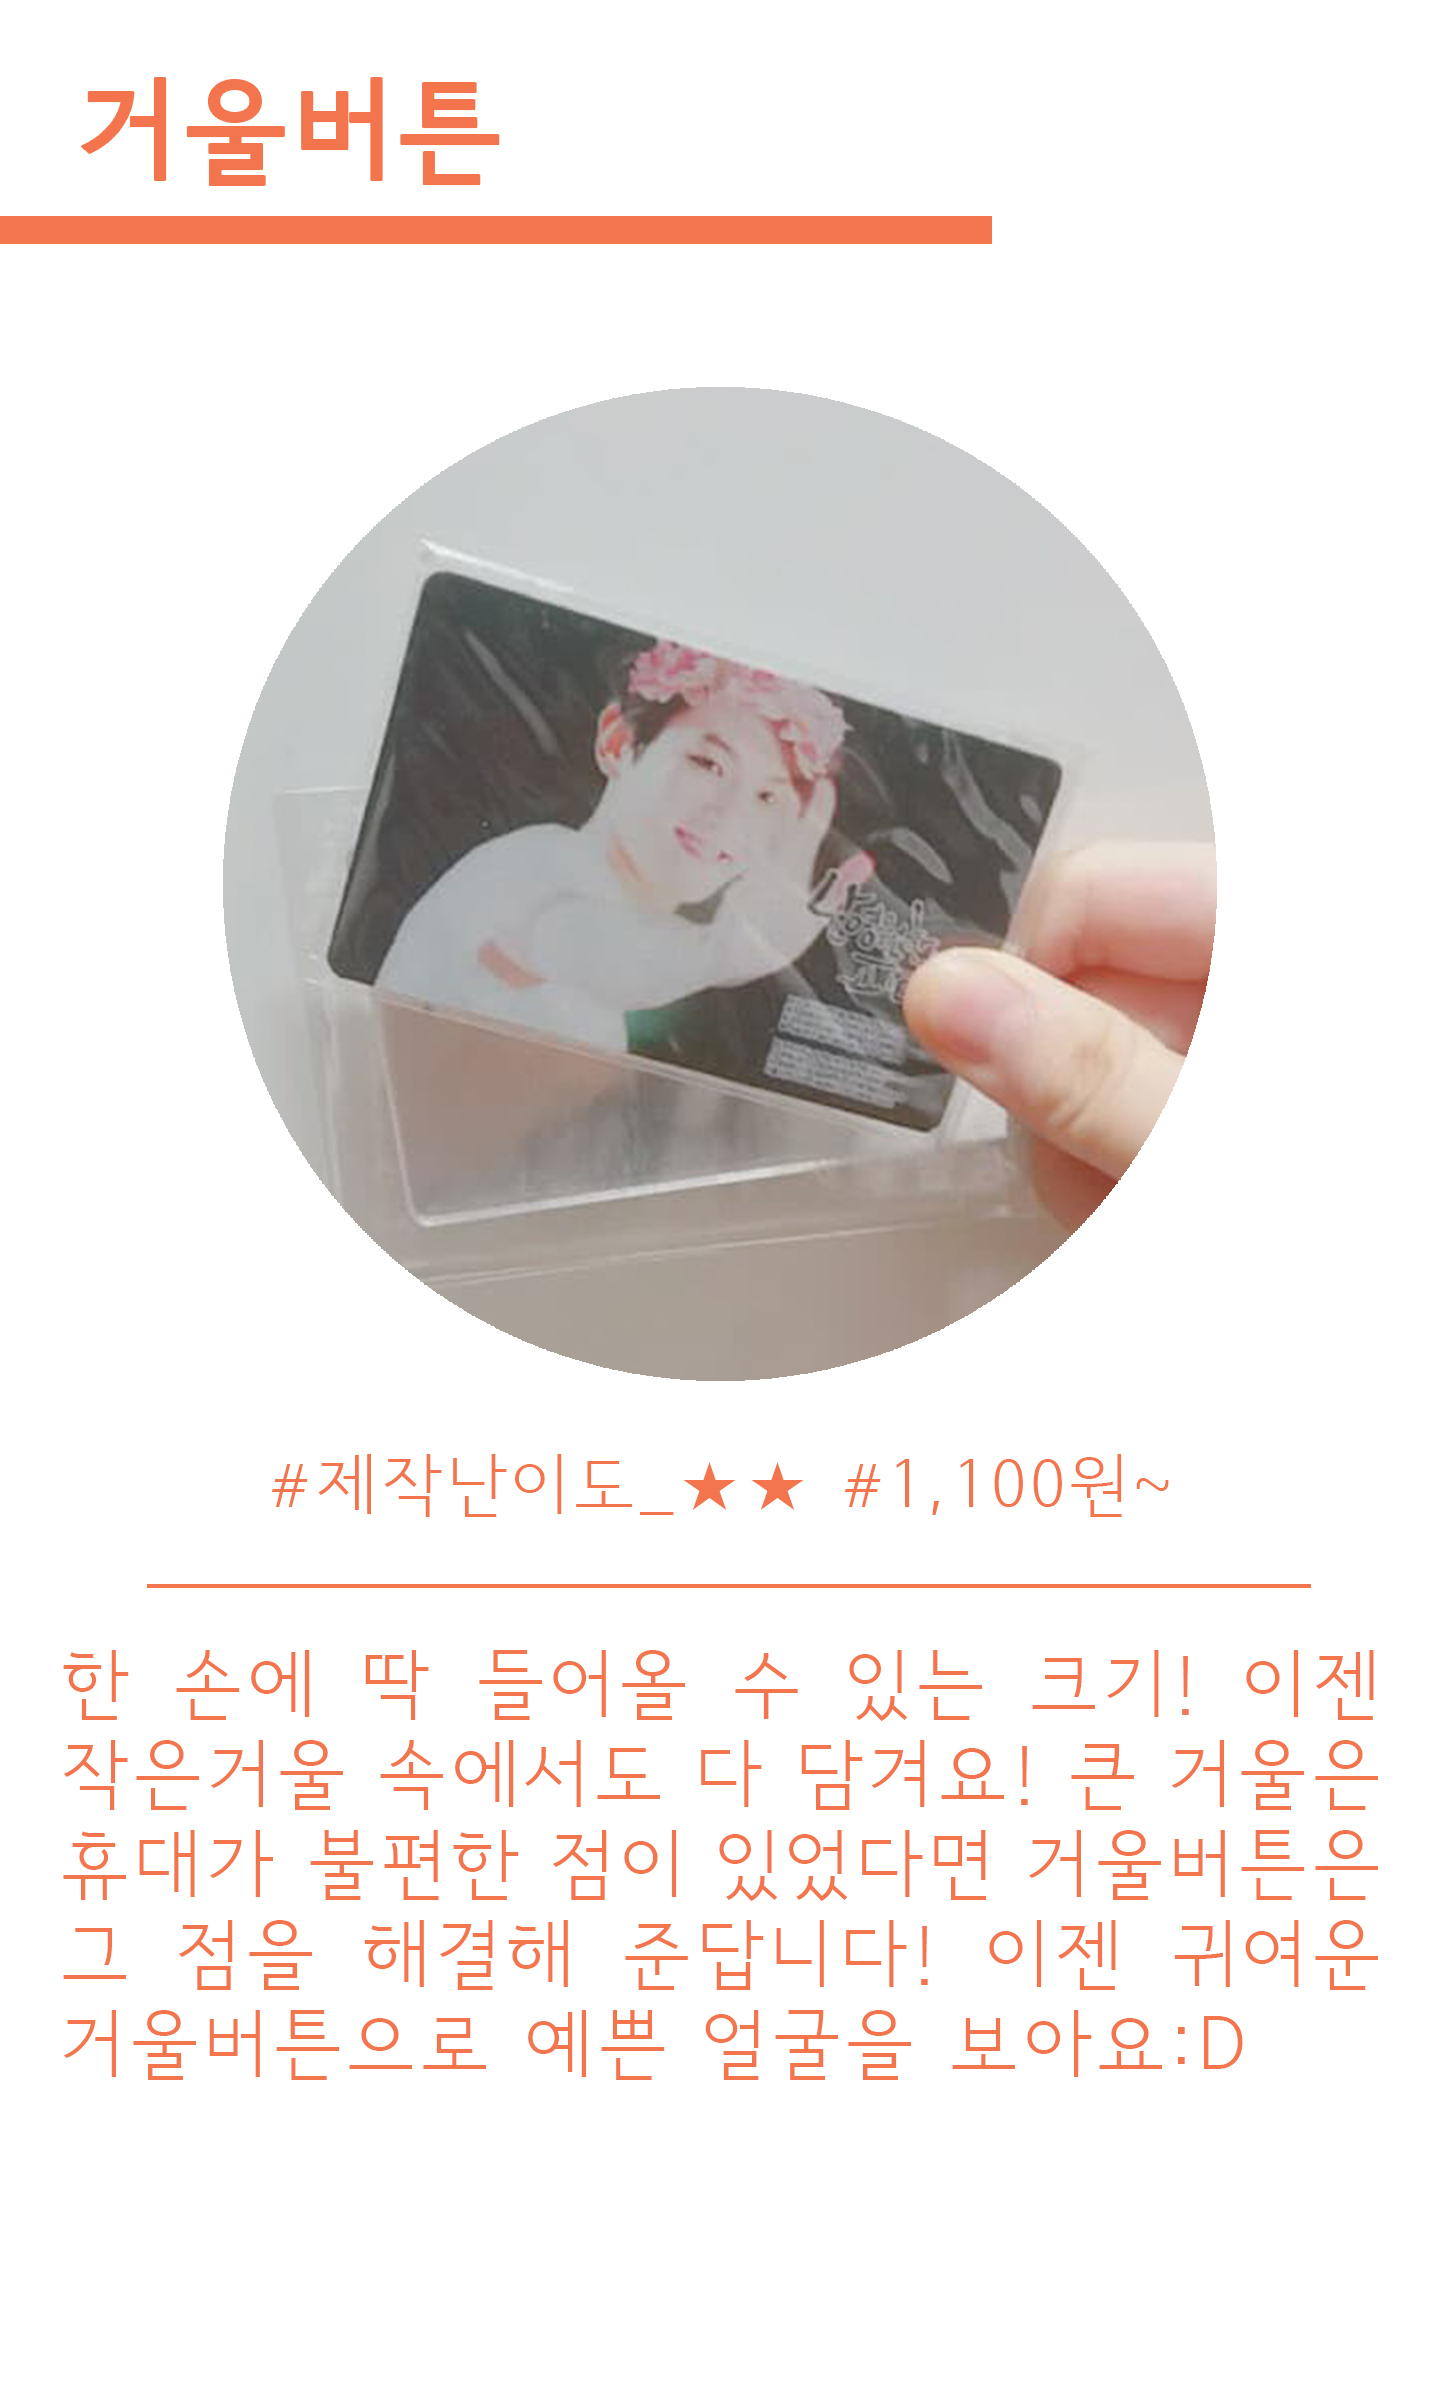 거울버튼
#제작난이도_★★ #1,100원~
한 손에 딱 들어올 수 있는 크기! 이젠
작은거울 속에서도 다 담겨요! 큰 거울은
휴대가 불편한 점이 있었다면 거울버튼은
그 점을 해결해 준답니다! 이젠 귀여운
거울버튼으로 예쁜 얼굴을 보아요:D